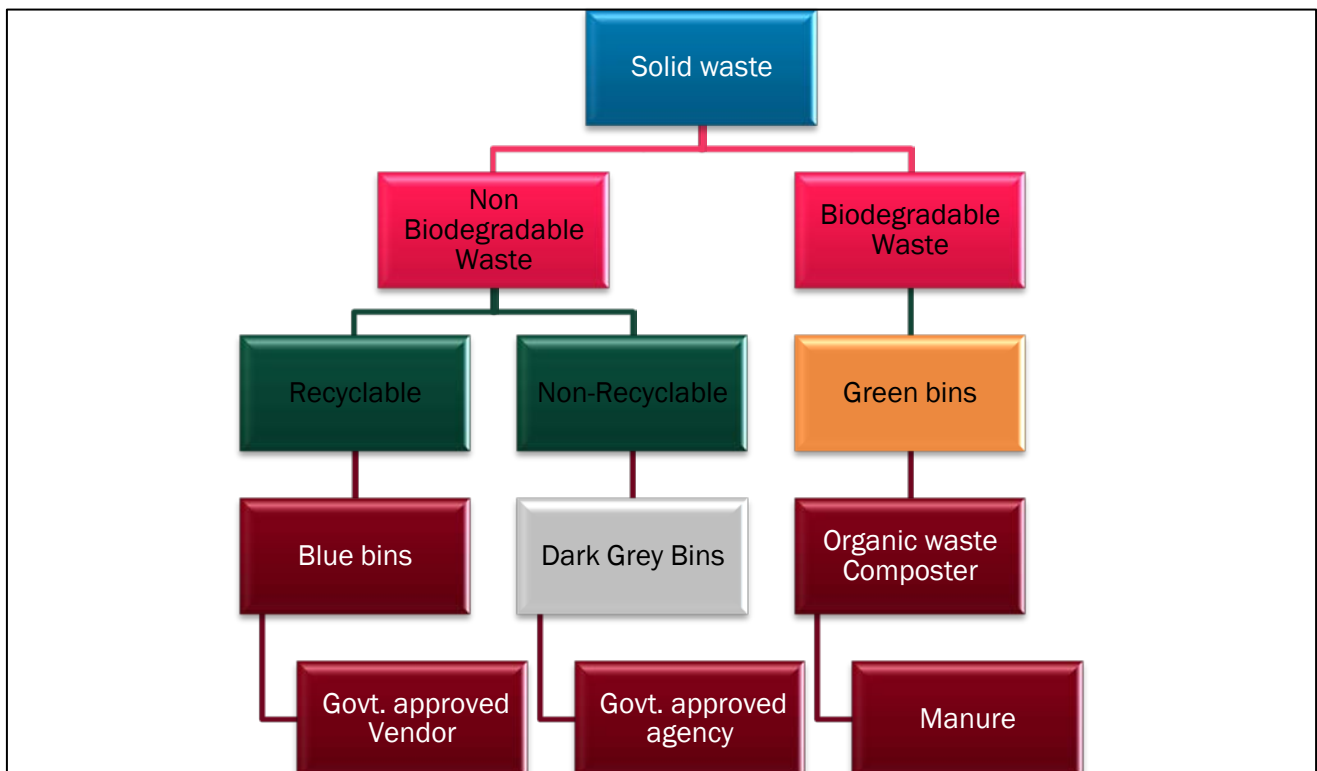 Solid waste
Non
Biodegradable
Waste
Biodegradable
Waste
Recyclable
Non-Recyclable
Green bins
Blue bins
Dark Grey Bins
Organic waste
Composter
Govt. approved
Vendor
Govt. approved
agency
Manure